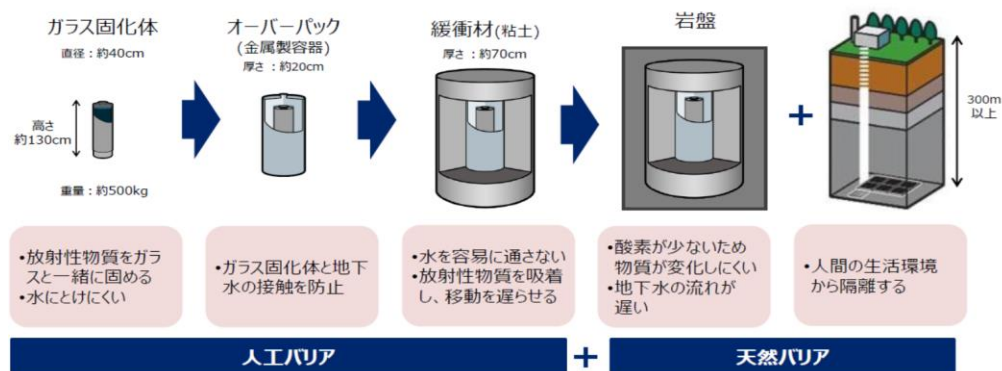 ガラス固化体
直径：約40cm
高さ
約130cm
重量：約500kg
オーバーパック
(金属製容器)
厚さ：約20cm
緩衝材(粘土)
厚さ：約70cm
岩盤
＋
300m
以上
•放射性物質をガラ
スと一緒に固める
•水にとけにくい
•ガラス固化体と地下
水の接触を防止
•水を容易に通さない
•放射性物質を吸着
し、移動を遅らせる
•酸素が少ないため
物質が変化しにくい
•地下水の流れが
遅い
•人間の生活環境
から隔離する
人工バリア
＋
天然バリア